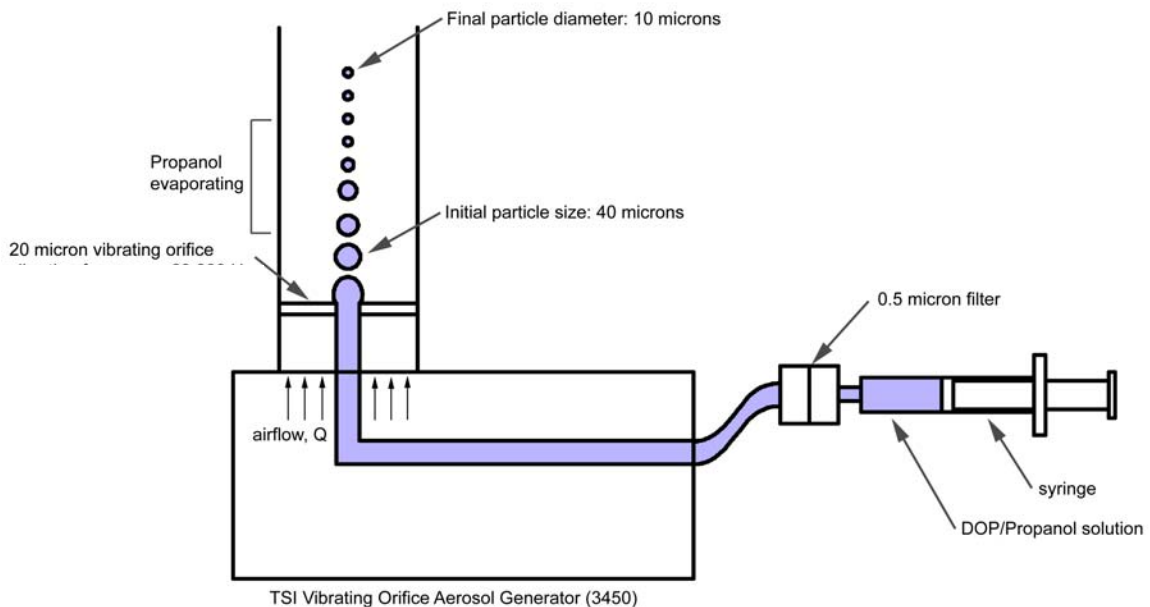 Final particle diameter: 10 microns
Propanol
evaporating
Initial particle size: 40 microns
20 micron vibrating orifice
0.5 micron filter
airflow, Q
syringe
DOP/Propanol solution
TSI Vibrating Orifice Aerosol Generator (3450)